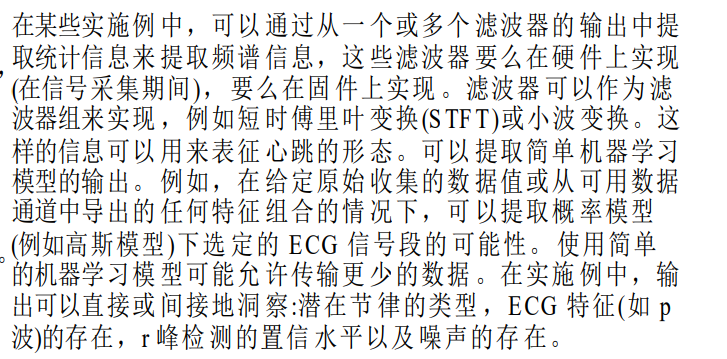 在某些实施例中，可以通过从一个或多个滤波器的输出中提
取统计信息来提取频谱信息，这些滤波器要么在硬件上实现
(在信号采集期间)，要么在固件上实现。滤波器可以作为滤
波器组来实现，例如短时傅里叶变换(STFT)或小波变换。这
样的信息可以用来表征心跳的形态。可以提取简单机器学习
模型的输出。例如，在给定原始收集的数据值或从可用数据
通道中导出的任何特征组合的情况下，可以提取概率模型
(例如高斯模型)下选定的 ECG 信号段的可能性。使用简单
的机器学习模型可能允许传输更少的数据。在实施例中，输
出可以直接或间接地洞察:潜在节律的类型，ECG 特征(如 p
波)的存在，r 峰检测的置信水平以及噪声的存在。